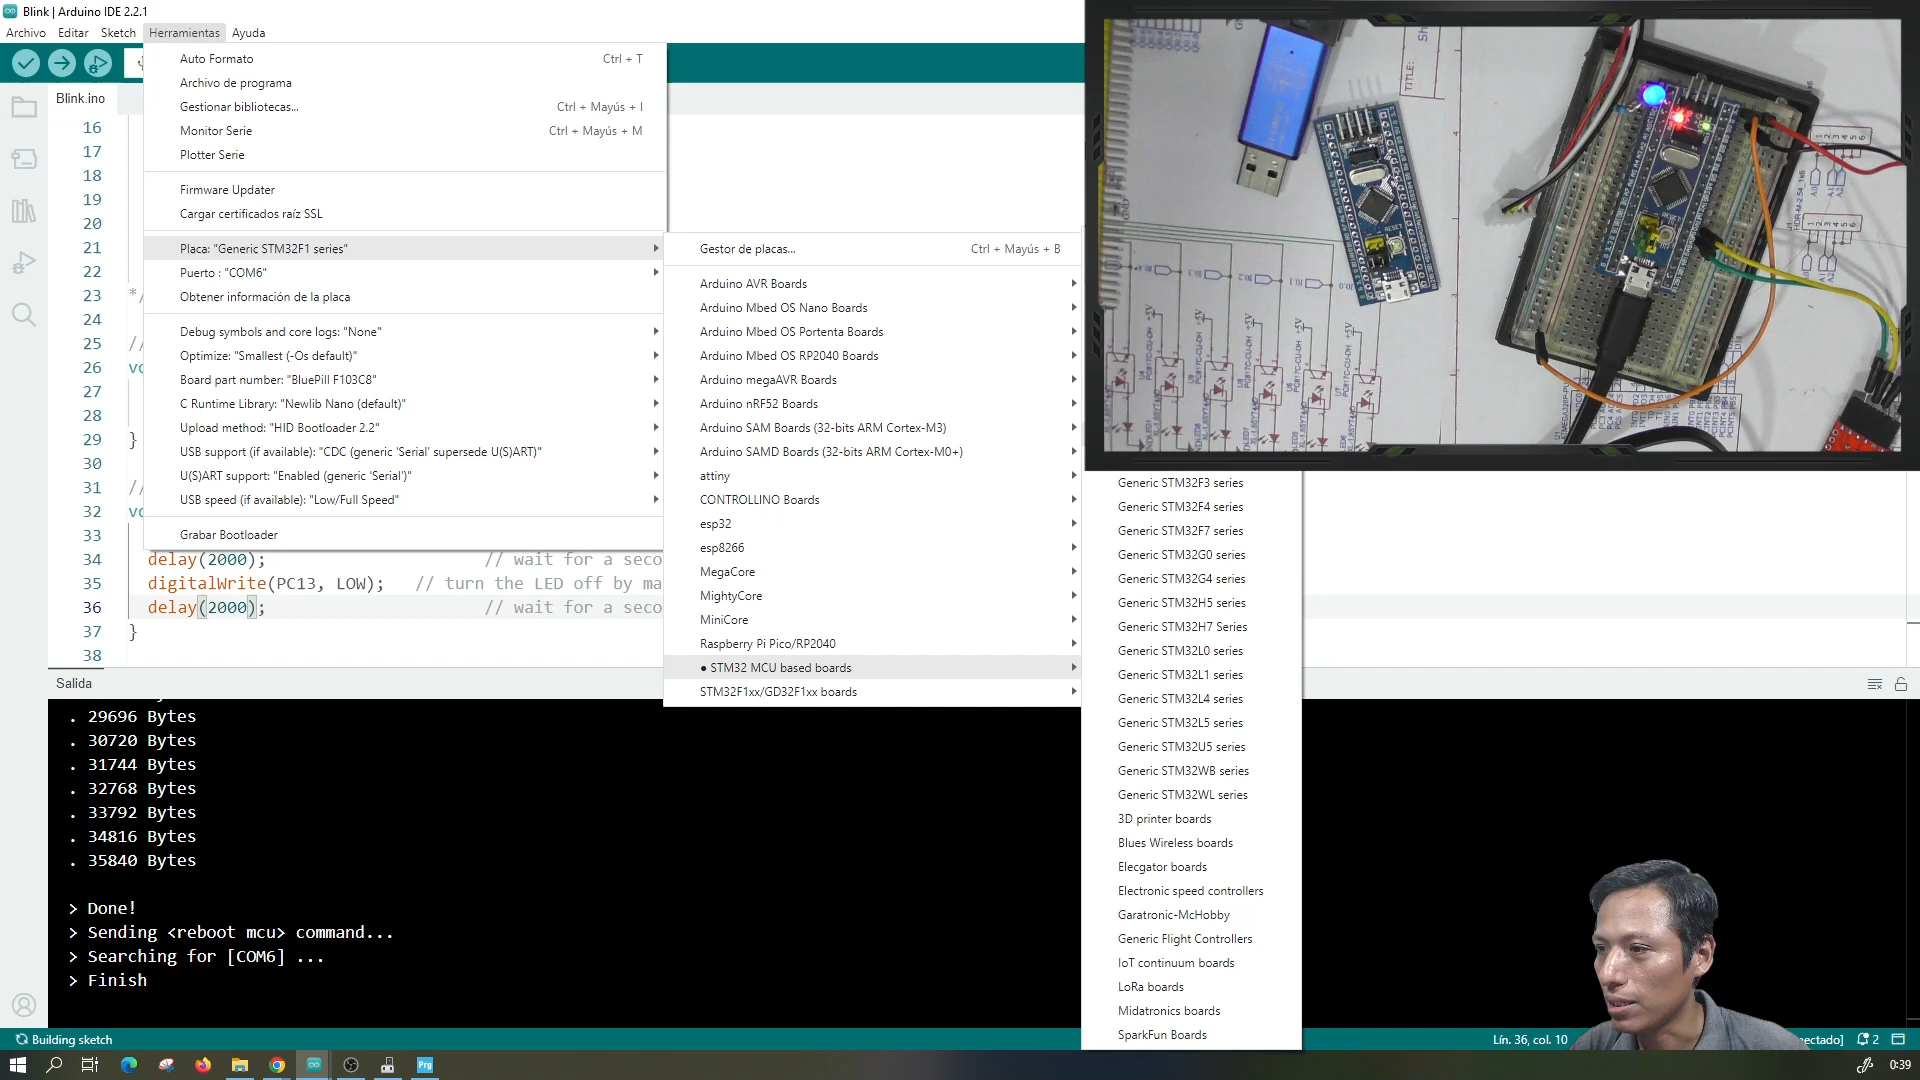 Blink | Arduino IDE 2.2.1
Archivo Editar Sketch Herramientas Ayuda
Auto Formato Ctrl + T
Archivo de programa
Gestionar bibliotecas... Ctrl + Mayús + I
Monitor Serie Ctrl + Mayús + M
Plotter Serie
Firmware Updater
Cargar certificados raíz SSL
Placa: "Generic STM32F1 series"
Puerto : "COM6"
Obtener información de la placa
Debug symbols and core logs: "None"
Optimize: "Smallest (-Os default)"
Board part number: "BluePill F103C8"
C Runtime Library: "Newlib Nano (default)"
Upload method: "HID Bootloader 2.2"
USB support (if available): "CDC (generic 'Serial' supersede U(S)ART)"
U(S)ART support: "Enabled (generic 'Serial')"
USB speed (if available): "Low/Full Speed"
Grabar Bootloader
Gestor de placas... Ctrl + Mayús + B
Arduino AVR Boards
Arduino Mbed OS Nano Boards
Arduino Mbed OS Portenta Boards
Arduino Mbed OS RP2040 Boards
Arduino megaAVR Boards
Arduino nRF52 Boards
Arduino SAM Boards (32-bits ARM Cortex-M3)
Arduino SAMD Boards (32-bits ARM Cortex-M0+)
attiny
CONTROLLINO Boards
esp32
esp8266
MegaCore
MightyCore
MiniCore
Raspberry Pi Pico/RP2040
● STM32 MCU based boards
STM32F1xx/GD32F1xx boards
Generic STM32F3 series
Generic STM32F4 series
Generic STM32F7 series
Generic STM32G0 series
Generic STM32G4 series
Generic STM32H5 series
Generic STM32H7 Series
Generic STM32L0 series
Generic STM32L1 series
Generic STM32L4 series
Generic STM32L5 series
Generic STM32U5 series
Generic STM32WB series
Generic STM32WL series
3D printer boards
Blues Wireless boards
Elecgator boards
Electronic speed controllers
Garatronic-McHobby
Generic Flight Controllers
IoT continuum boards
LoRa boards
Midatronics boards
SparkFun Boards
Blink.ino
16
17
18
19
20
21
22
23 */
24
25 //
26 vo
27
28
29 }
30
31 //
32 vo
33
34 delay(2000); // wait for a seco
35 digitalWrite(PC13, LOW); // turn the LED off by ma
36 delay(2000); // wait for a seco
37 }
38
Salida
. 29696 Bytes
. 30720 Bytes
. 31744 Bytes
. 32768 Bytes
. 33792 Bytes
. 34816 Bytes
. 35840 Bytes
> Done!
> Sending <reboot mcu> command...
> Searching for [COM6] ...
> Finish
Building sketch
Lín. 36, col. 10
nectado] 2
0:39
TITLE: